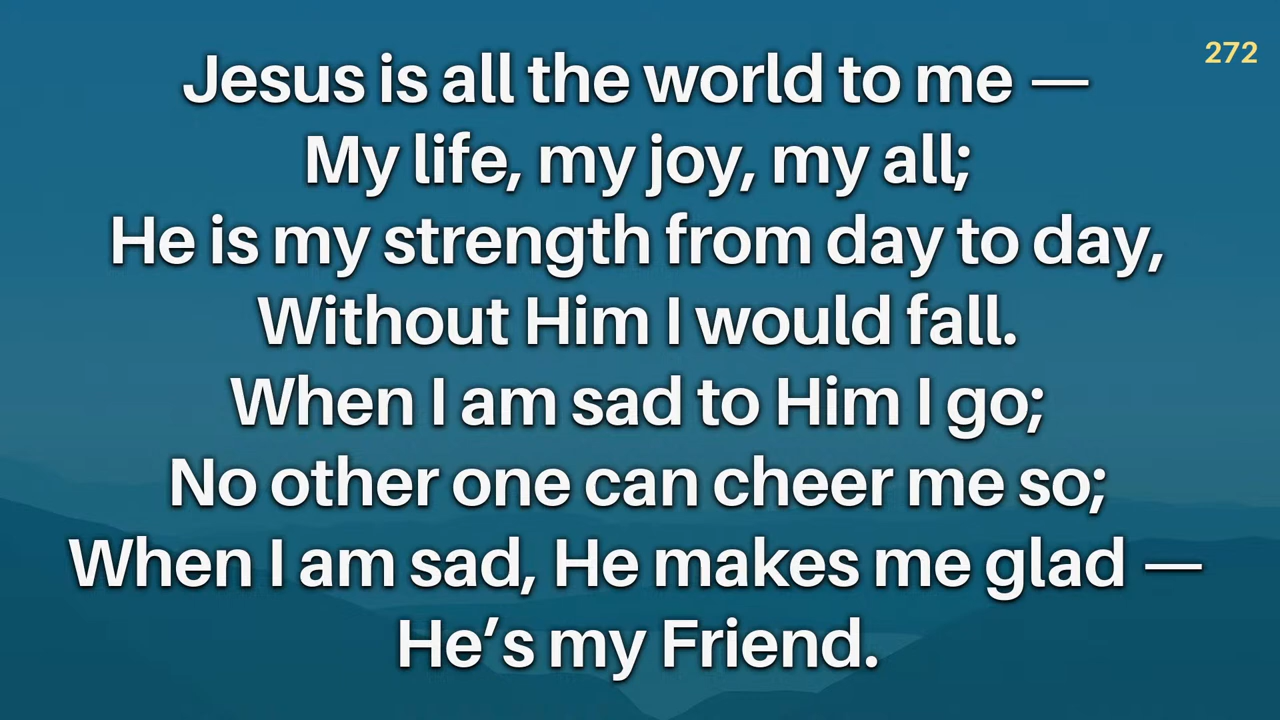 272
Jesus is all the world to me —
My life, my joy, my all;
He is my strength from day to day,
Without Him I would fall.
When I am sad to Him I go;
No other one can cheer me so;
When I am sad, He makes me glad —
He’s my Friend.